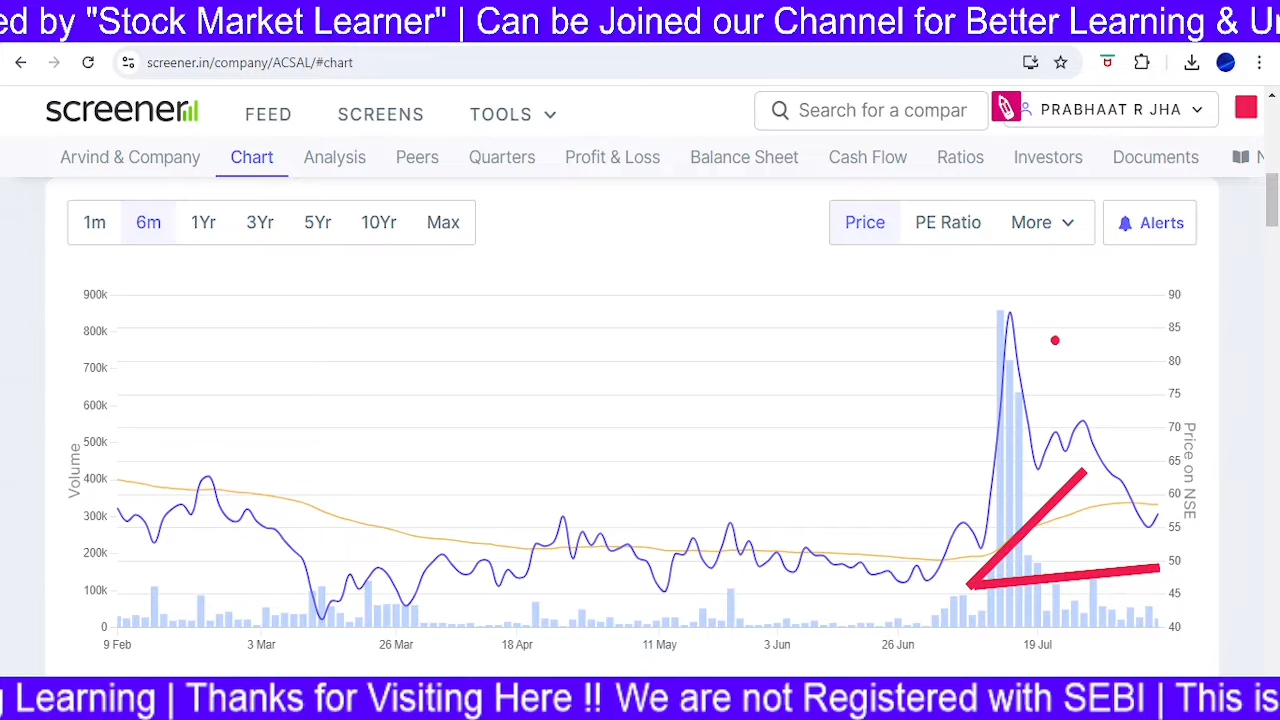 ed by "Stock Market Learner" | Can be Joined our Channel for Better Learning & U
screener.in/company/ACSAL/#chart
screener FEED SCREENS TOOLS Search for a compar PRABHAAT R JHA
Arvind & Company Chart Analysis Peers Quarters Profit & Loss Balance Sheet Cash Flow Ratios Investors Documents N
1m 6m 1Yr 3Yr 5Yr 10Yr Max Price PE Ratio More Alerts
900k 90
800k 85
700k 80
600k 75
500k 70
400k 65
300k 60
200k 55
100k 50
0 45
40
Volume
Price on NSE
9 Feb 3 Mar 26 Mar 18 Apr 11 May 3 Jun 26 Jun 19 Jul
g Learning | Thanks for Visiting Here !! We are not Registered with SEBI | This is